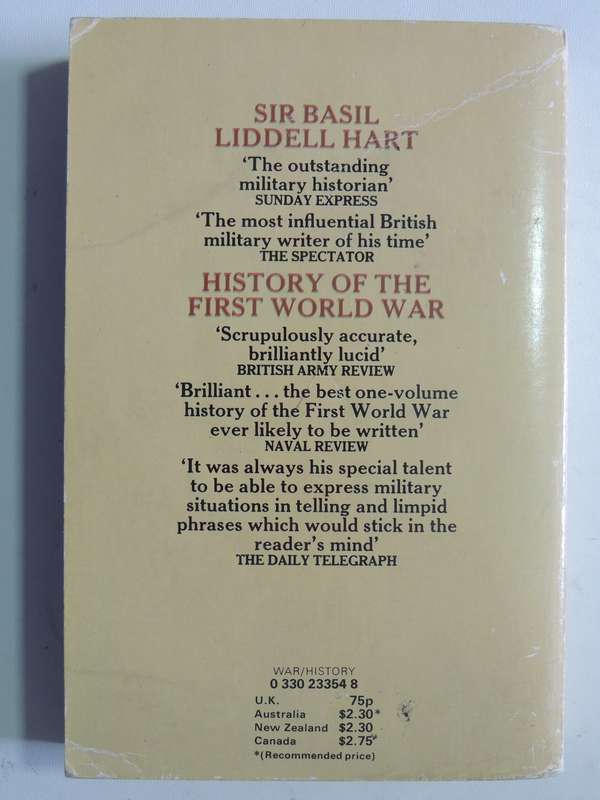 SIR BASIL
LIDDELL HART
‘The outstanding
military historian’
SUNDAY EXPRESS
‘The most influential British
military writer of his time’
THE SPECTATOR
HISTORY OF THE
FIRST WORLD WAR
‘Scrupulously accurate,
brilliantly lucid’
BRITISH ARMY REVIEW
‘Brilliant . . . the best one-volume
history of the First World War
ever likely to be written’
NAVAL REVIEW
‘It was always his special talent
to be able to express military
situations in telling and limpid
phrases which would stick in the
reader’s mind’
THE DAILY TELEGRAPH
WAR/HISTORY
0 330 23354 8
U.K. 75p
Australia $2.30*
New Zealand $2.30
Canada $2.75*
*(Recommended price)